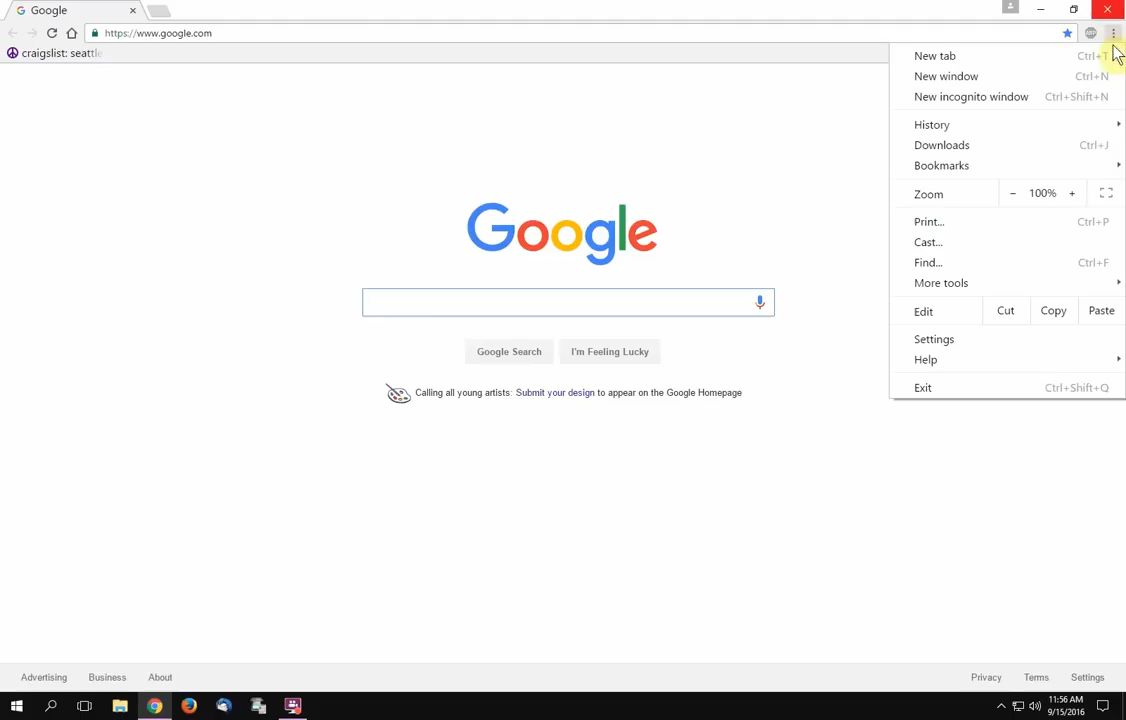 Google
https://www.google.com
ABP
craigslist: seattle
New tab Ctrl+T
New window Ctrl+N
New incognito window Ctrl+Shift+N
History
Downloads Ctrl+J
Bookmarks
Zoom − 100% +
Print... Ctrl+P
Cast...
Find... Ctrl+F
More tools
Edit Cut Copy Paste
Settings
Help
Exit Ctrl+Shift+Q
Google
Google Search I'm Feeling Lucky
Calling all young artists: Submit your design to appear on the Google Homepage
Advertising Business About Privacy Terms Settings
11:56 AM
9/15/2016